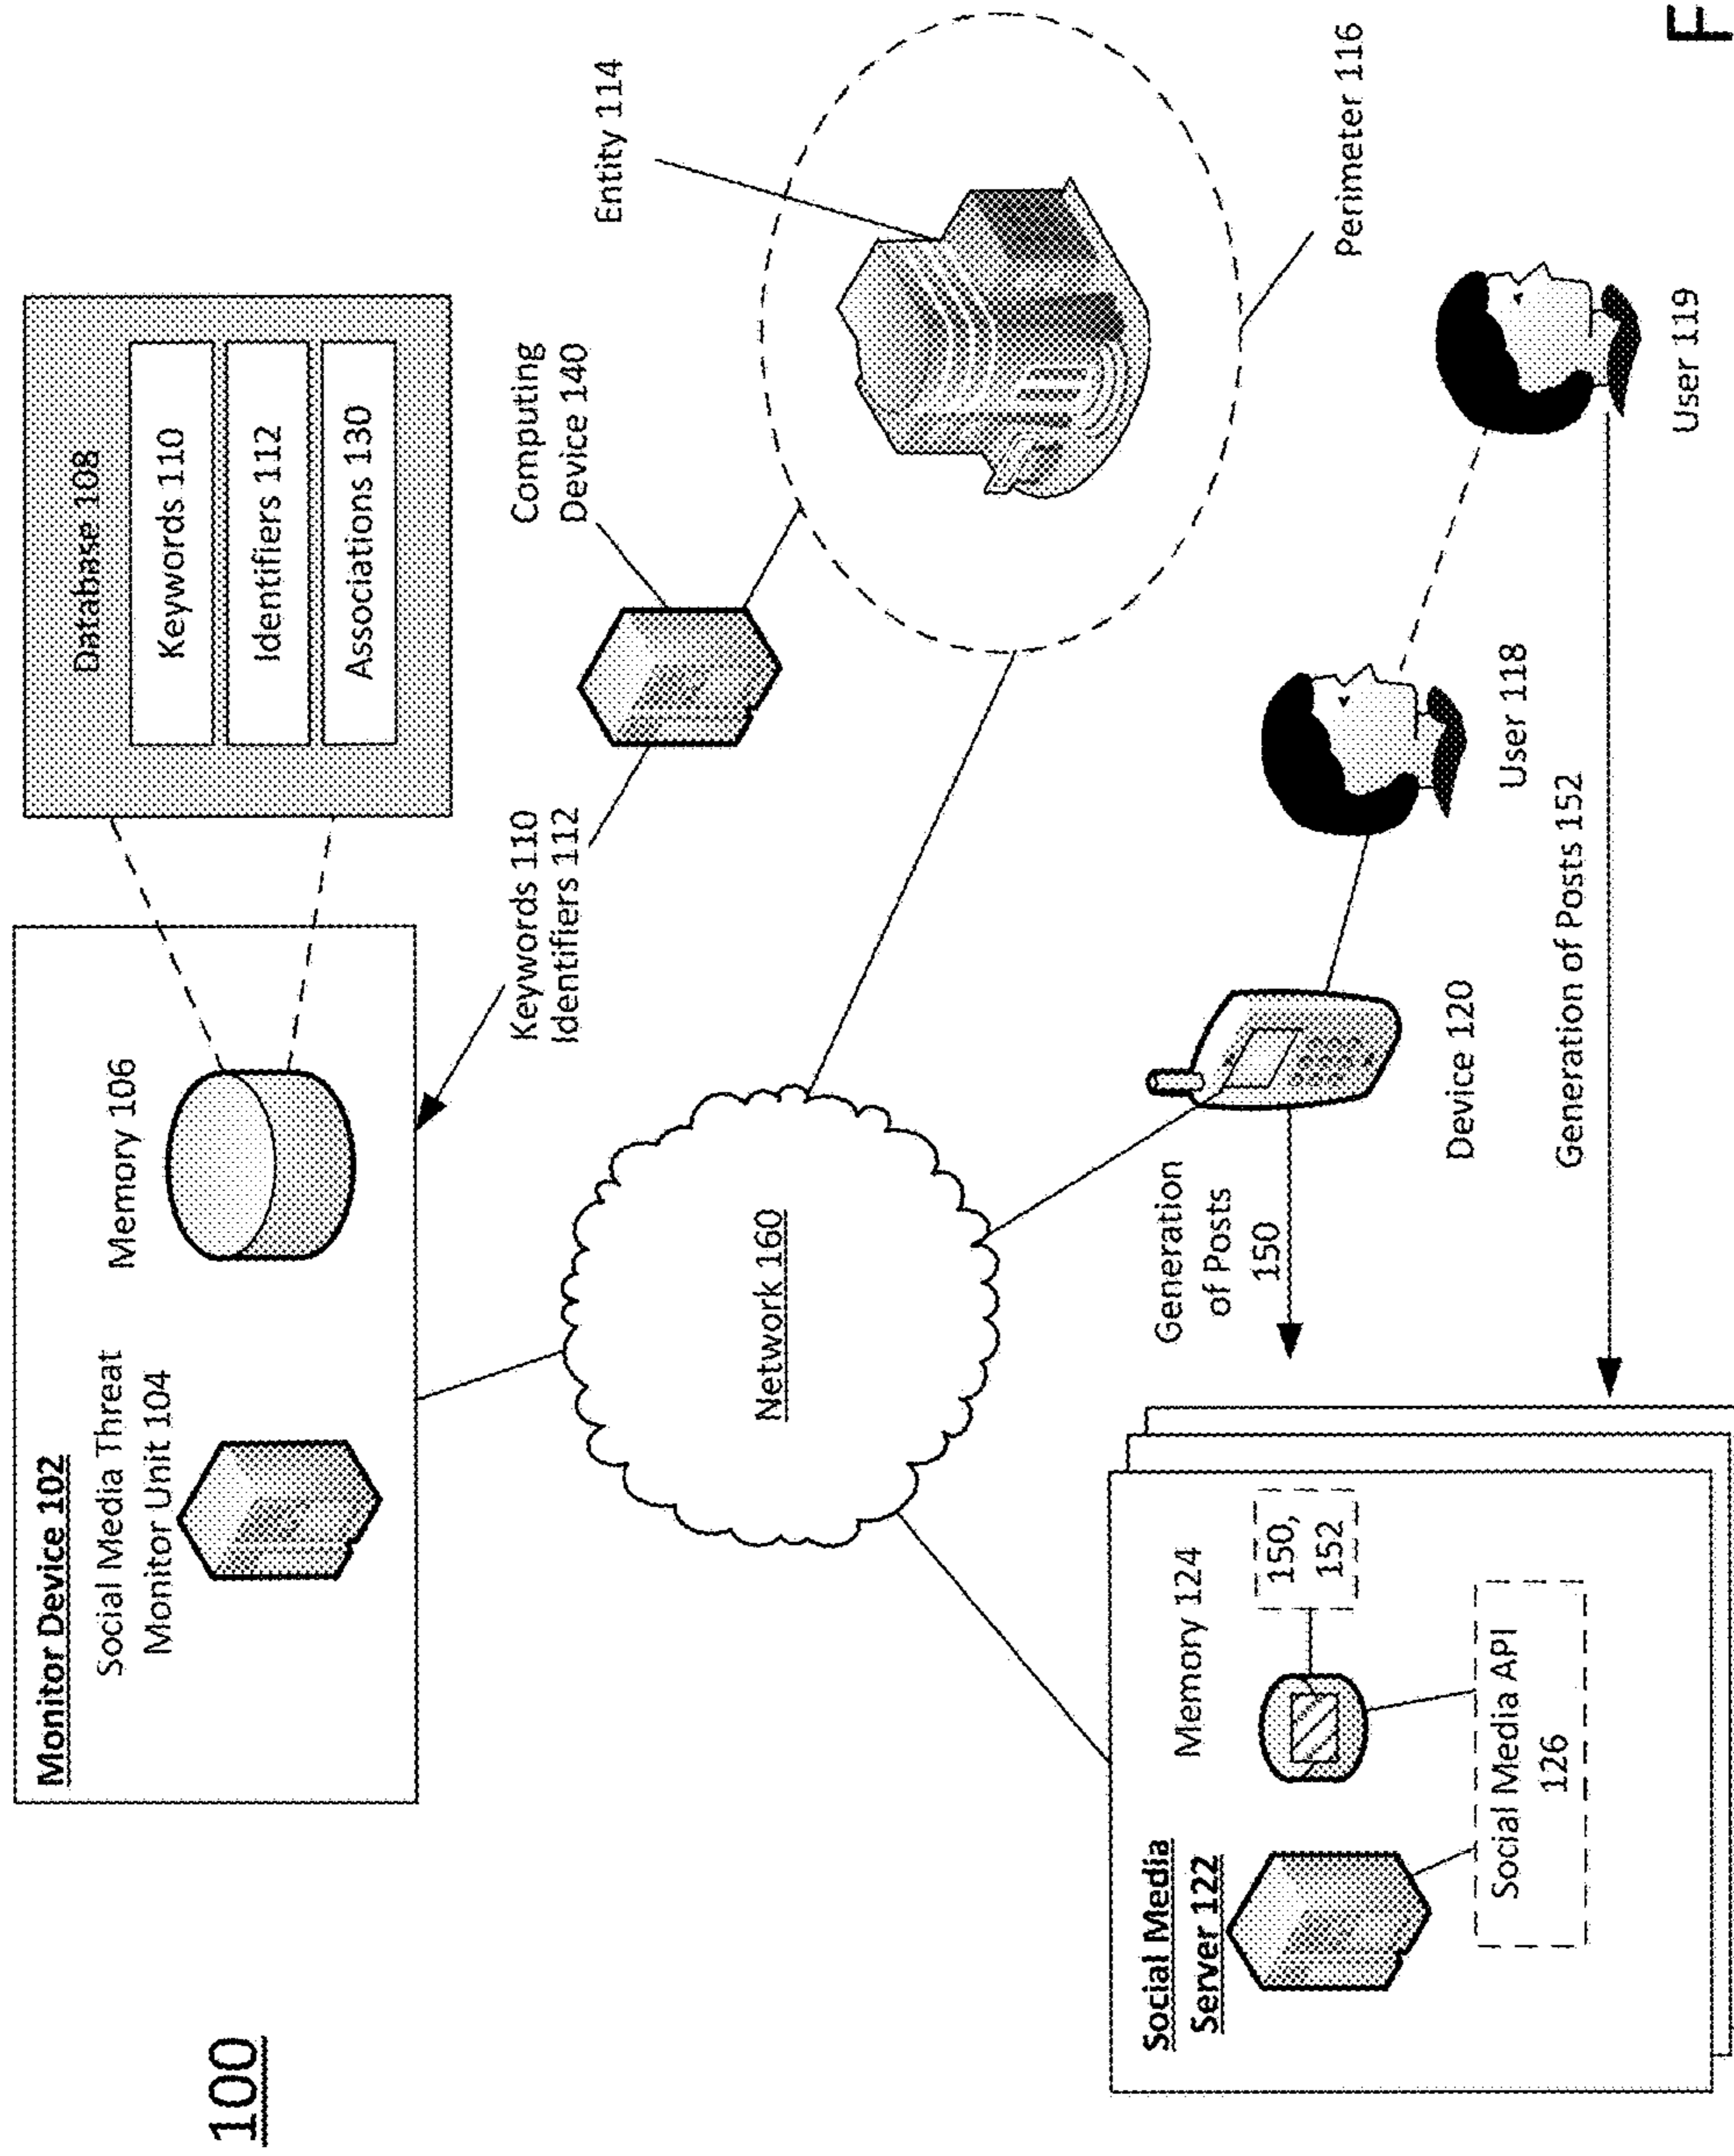 100
Monitor Device 102
Social Media Threat
Monitor Unit 104
Memory 106
Database 108
Keywords 110
Identifiers 112
Associations 130
Keywords 110
Identifiers 112
Computing
Device 140
Entity 114
Perimeter 116
Network 160
Social Media
Server 122
Memory 124
150,
152
Social Media API
126
Generation
of Posts
150
Device 120
User 118
User 119
Generation of Posts 152
F